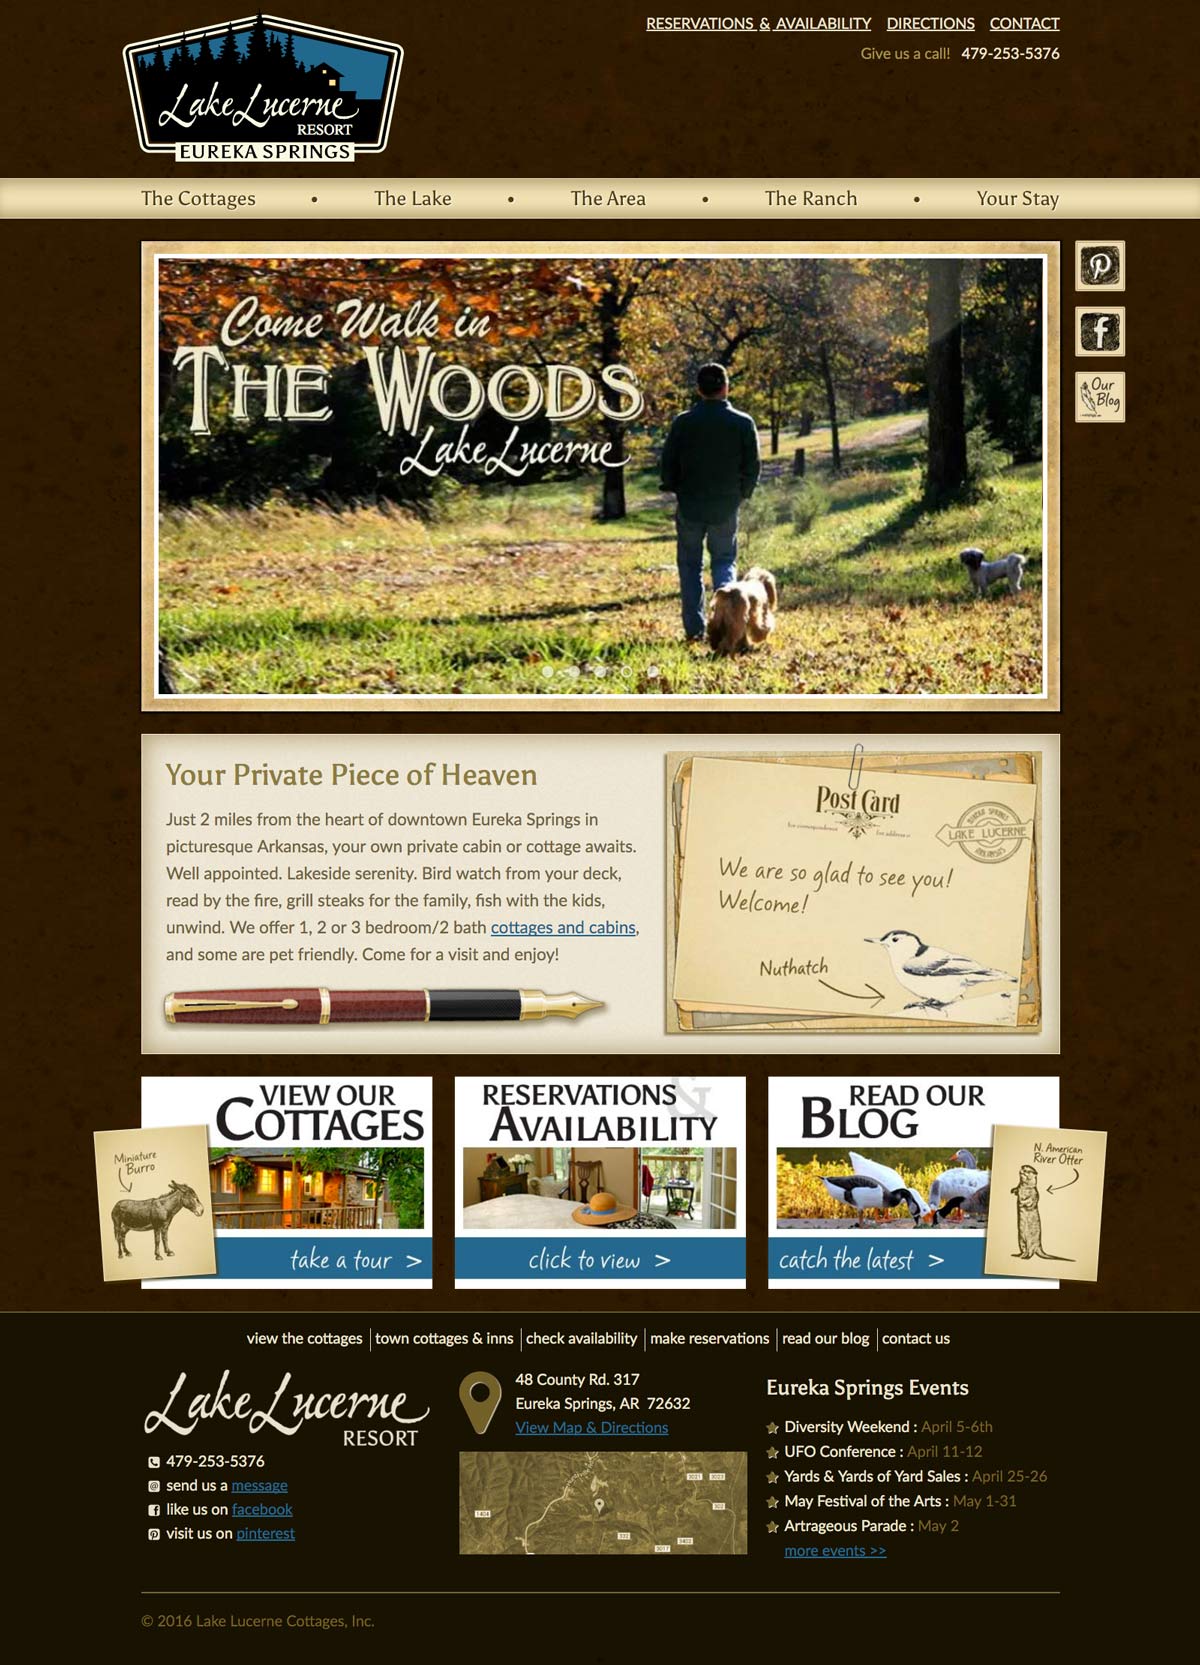 Lake Lucerne
RESORT
EUREKA SPRINGS
RESERVATIONS & AVAILABILITY DIRECTIONS CONTACT
Give us a call! 479-253-5376
The Cottages • The Lake • The Area • The Ranch • Your Stay
Come Walk in
THE WOODS
Lake Lucerne
Our
Blog
Your Private Piece of Heaven
Just 2 miles from the heart of downtown Eureka Springs in
picturesque Arkansas, your own private cabin or cottage awaits.
Well appointed. Lakeside serenity. Bird watch from your deck,
read by the fire, grill steaks for the family, fish with the kids,
unwind. We offer 1, 2 or 3 bedroom/2 bath cottages and cabins,
and some are pet friendly. Come for a visit and enjoy!
Post Card
for correspondence for address
EUREKA SPRINGS
LAKE LUCERNE
ARKANSAS
We are so glad to see you!
Welcome!
Nuthatch
VIEW OUR
COTTAGES
Miniature
Burro
take a tour >
RESERVATIONS &
AVAILABILITY
click to view >
READ OUR
BLOG
N. American
River Otter
catch the latest >
view the cottages | town cottages & inns | check availability | make reservations | read our blog | contact us
Lake Lucerne
RESORT
479-253-5376
send us a message
like us on facebook
visit us on pinterest
48 County Rd. 317
Eureka Springs, AR 72632
View Map & Directions
Eureka Springs Events
Diversity Weekend : April 5-6th
UFO Conference : April 11-12
Yards & Yards of Yard Sales : April 25-26
May Festival of the Arts : May 1-31
Artrageous Parade : May 2
more events >>
© 2016 Lake Lucerne Cottages, Inc.